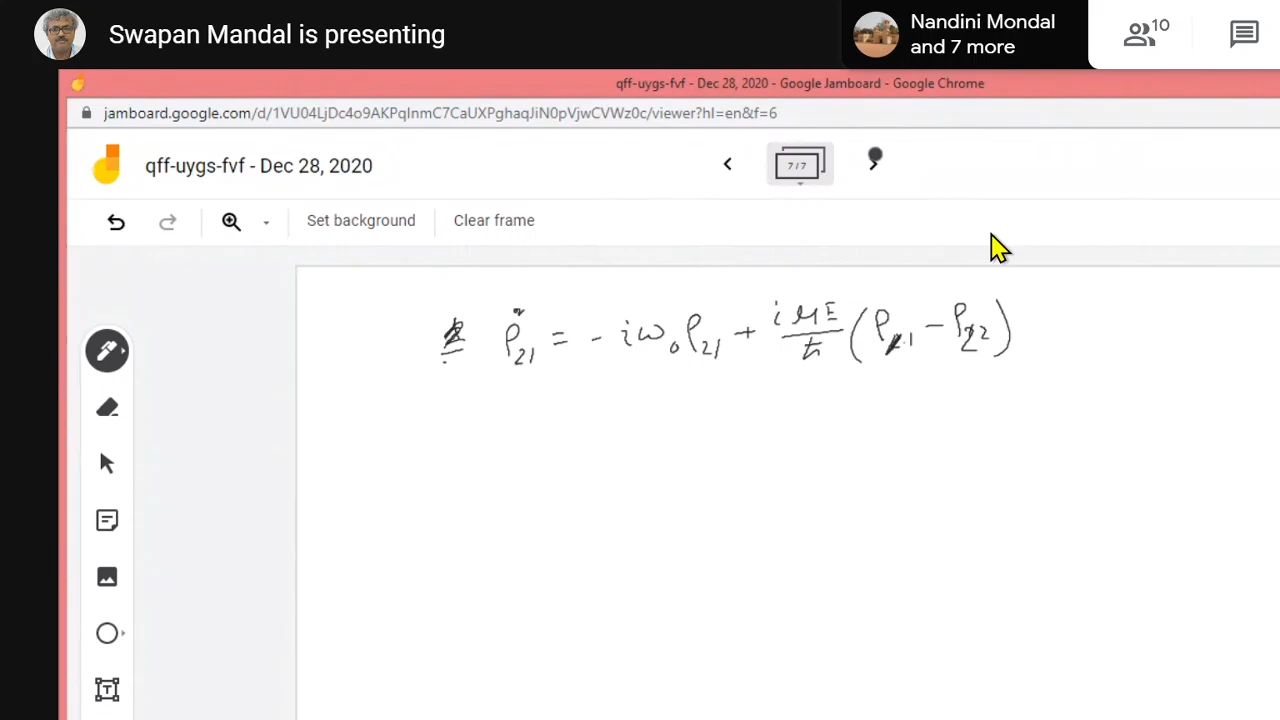 Swapan Mandal is presenting
Nandini Mondal
and 7 more
10
qff-uygs-fvf - Dec 28, 2020 - Google Jamboard - Google Chrome
jamboard.google.com/d/1VU04LjDc4o9AKPqInmC7CaUXPghaqJiN0pVjwCVWz0c/viewer?hl=en&f=6
qff-uygs-fvf - Dec 28, 2020
7/7
Set background
Clear frame
ρ̇₂₁ = - iω₀ρ₂₁ + iμE/ħ (ρ₁₁ - ρ₂₂)
T